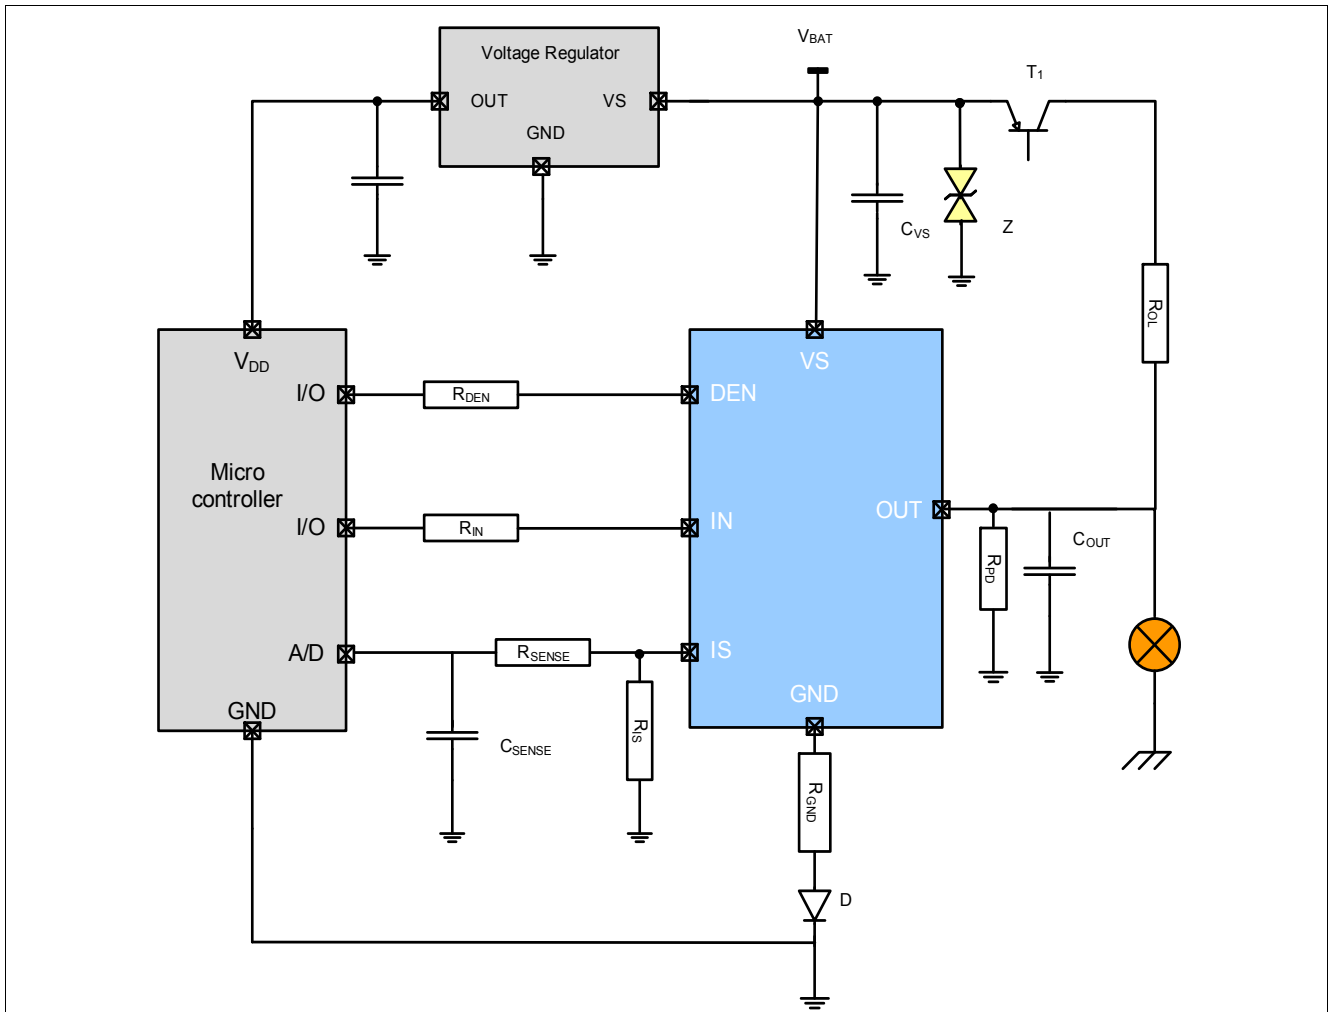 Voltage Regulator
OUT
VS
GND
VBAT
T1
CVS
Z
ROL
VDD
I/O
RDEN
DEN
VS
Micro
controller
I/O
RIN
IN
OUT
RPD
COUT
A/D
RSENSE
IS
GND
CSENSE
RIS
GND
RGND
D